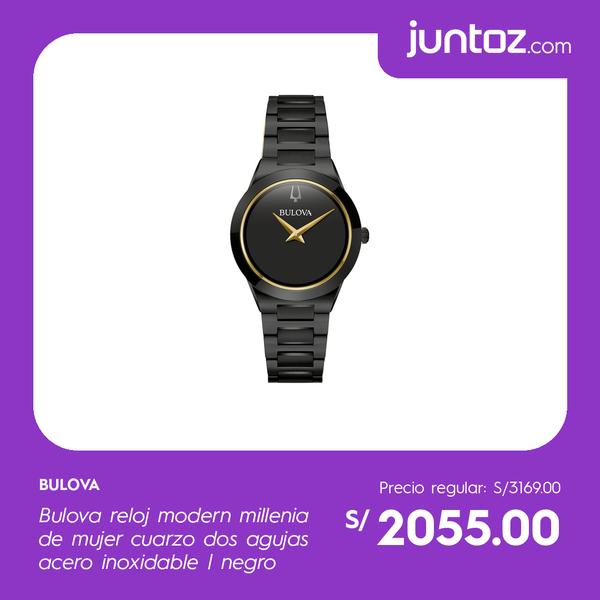 juntoz.com
BULOVA
BULOVA
Bulova reloj modern millenia
de mujer cuarzo dos agujas
acero inoxidable | negro
Precio regular: S/3169.00
S/ 2055.00